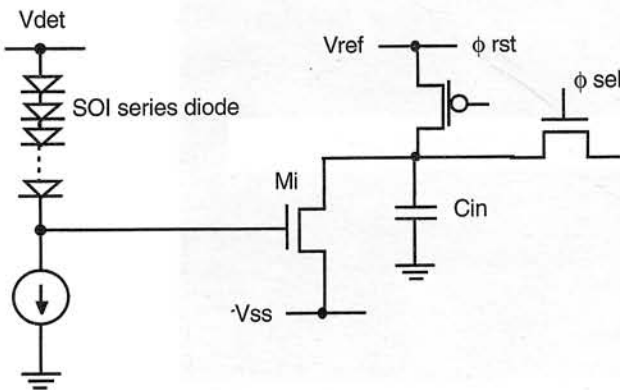 Vdet
Vref
ϕ rst
SOI series diode
ϕ sel
Mi
Cin
-Vss